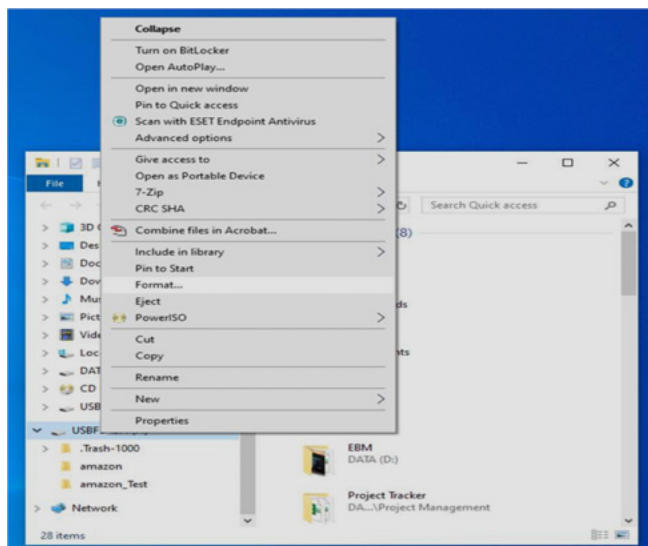 Collapse
Turn on BitLocker
Open AutoPlay...
Open in new window
Pin to Quick access
Scan with ESET Endpoint Antivirus
Advanced options
Give access to
Open as Portable Device
7-Zip
CRC SHA
Combine files in Acrobat...
Include in library
Pin to Start
Format...
Eject
PowerISO
Cut
Copy
Rename
New
Properties
File
Search Quick access
(8)
3D
Des
Doc
Dov
Mu
Pict
Vide
Loc
DAT
CD
USB
ds
nts
.Trash-1000
amazon
amazon_Test
Network
EBM
DATA (D:)
Project Tracker
DA...\Project Management
28 items